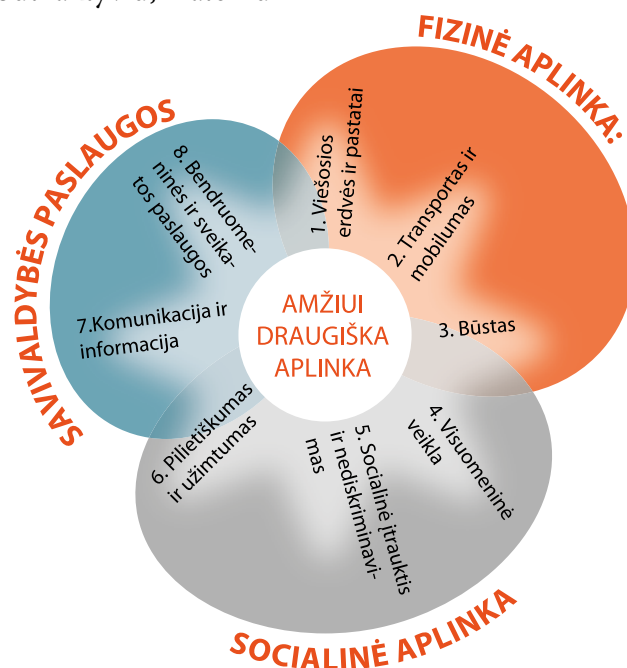 FIZINĖ APLINKA:
1. Viešosios
erdvės ir pastatai
2. Transportas ir
mobilumas
3. Būstas
SOCIALINĖ APLINKA
4. Visuomeninė
veikla
5. Socialinė įtrauktis
ir nediskriminavi-
mas
6. Pilietiškumas
ir užimtumas
SAVIVALDYBĖS PASLAUGOS
7.Komunikacija ir
informacija
8. Bendruome-
ninės ir sveika-
tos paslaugos
AMŽIUI
DRAUGIŠKA
APLINKA